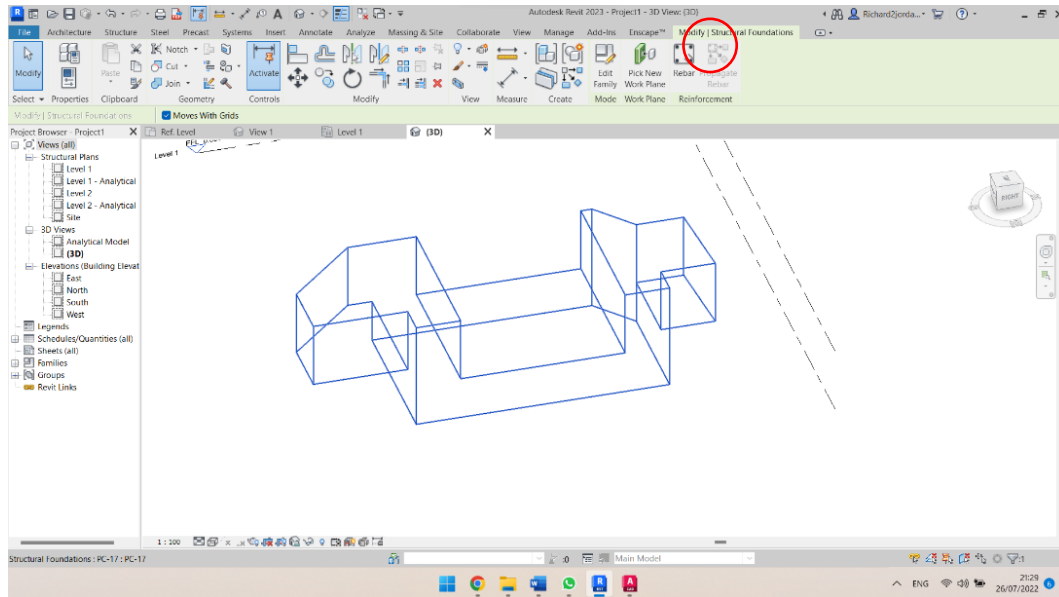 Autodesk Revit 2023 - Project1 - 3D View: {3D}
Richard2jorda...
File Architecture Structure Steel Precast Systems Insert Annotate Analyze Massing & Site Collaborate View Manage Add-Ins Enscape™ Modify | Structural Foundations
Modify Paste Notch Cut Join Activate Edit Family Pick New Work Plane Rebar Propagate Rebar
Select Properties Clipboard Geometry Controls Modify View Measure Create Mode Work Plane Reinforcement
Modify | Structural Foundations Moves With Grids
Project Browser - Project1 X Ref. Level View 1 Level 1 {3D} X
Views (all)
Structural Plans
Level 1
Level 1 - Analytical
Level 2
Level 2 - Analytical
Site
3D Views
Analytical Model
{3D}
Elevations (Building Elevat
East
North
South
West
Legends
Schedules/Quantities (all)
Sheets (all)
Families
Groups
Revit Links
Level 1
RIGHT
1 : 100
Structural Foundations : PC-17 : PC-17
:0 Main Model :1
ENG 21:29
26/07/2022 6